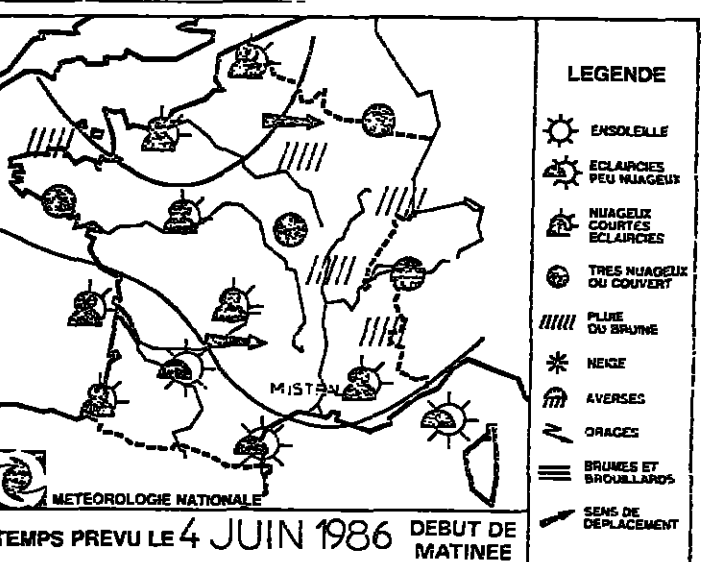 LEGENDE
ENSOLEILLE
ECLAIRCIES
PEU NUAGEUX
NUAGEUX
COURTES
ECLAIRCIES
TRES NUAGEUX
OU COUVERT
PLUIE
OU BRUINE
NEIGE
AVERSES
ORAGES
BRUMES ET
BROUILLARDS
SENS DE
DEPLACEMENT
METEOROLOGIE NATIONALE
TEMPS PREVU LE 4 JUIN 1986 DEBUT DE
MATINEE